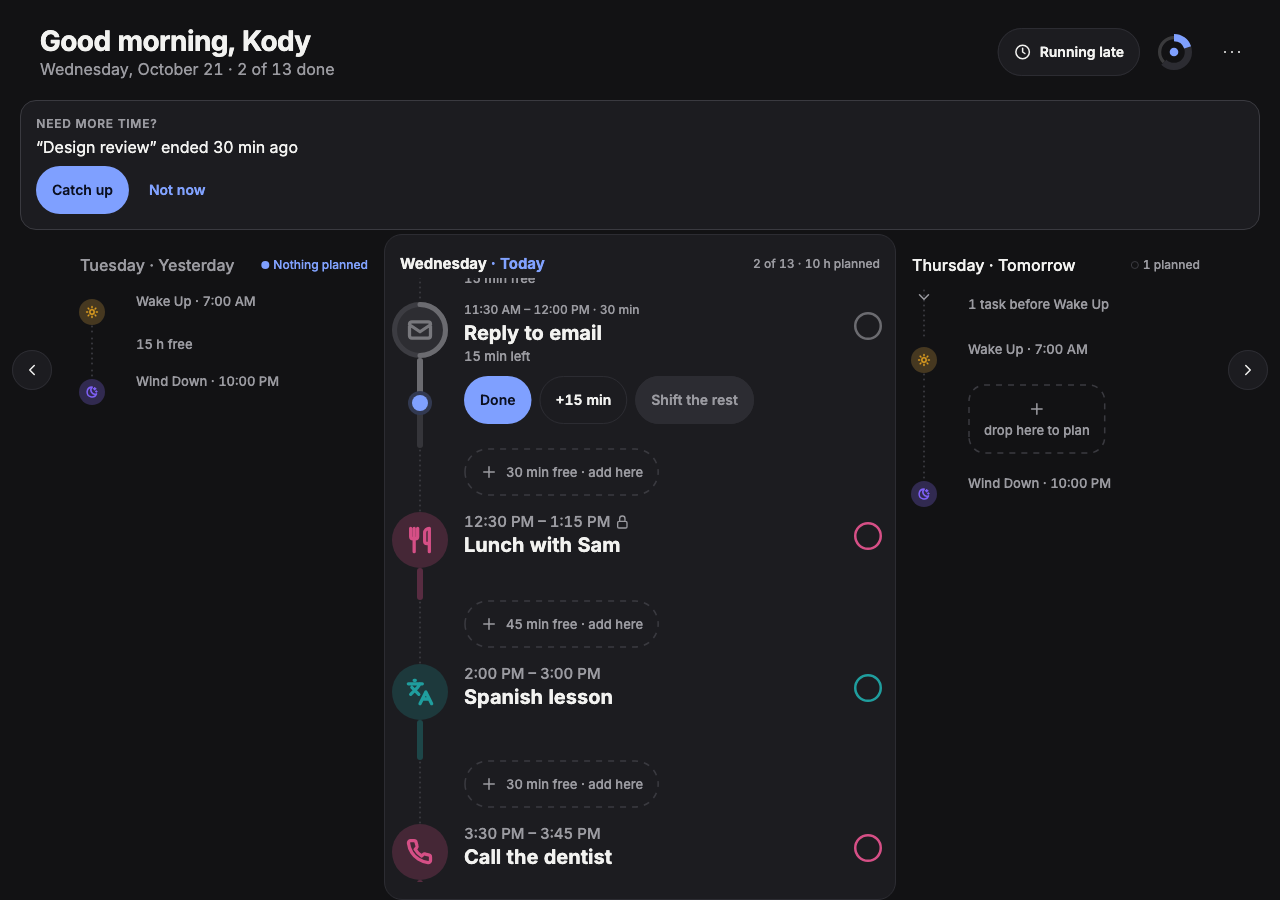 Good morning, Kody
Wednesday, October 21 · 2 of 13 done
Running late
NEED MORE TIME?
“Design review” ended 30 min ago
Catch up
Not now
Tuesday · Yesterday
Nothing planned
Wake Up · 7:00 AM
15 h free
Wind Down · 10:00 PM
Wednesday · Today
2 of 13 · 10 h planned
15 min free
11:30 AM – 12:00 PM · 30 min
Reply to email
15 min left
Done
+15 min
Shift the rest
30 min free · add here
12:30 PM – 1:15 PM
Lunch with Sam
45 min free · add here
2:00 PM – 3:00 PM
Spanish lesson
30 min free · add here
3:30 PM – 3:45 PM
Call the dentist
Thursday · Tomorrow
1 planned
1 task before Wake Up
Wake Up · 7:00 AM
drop here to plan
Wind Down · 10:00 PM